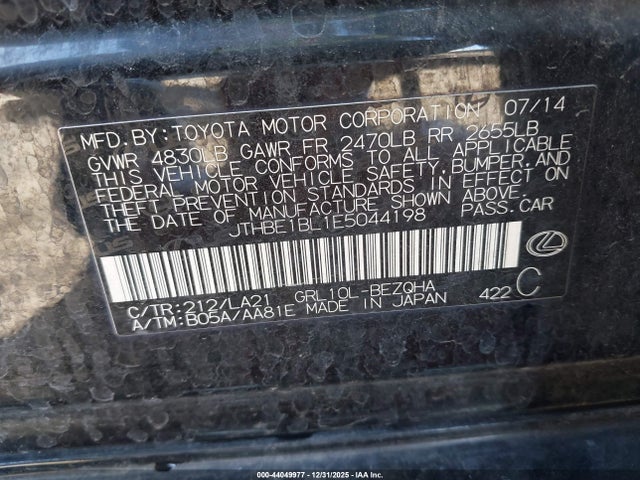 MFD. BY: TOYOTA MOTOR CORPORATION 07/14
GVWR 4830LB GAWR FR 2470LB RR 2655LB
THIS VEHICLE CONFORMS TO ALL APPLICABLE
FEDERAL MOTOR VEHICLE SAFETY, BUMPER, AND
THEFT PREVENTION STANDARDS IN EFFECT ON
THE DATE OF MANUFACTURE SHOWN ABOVE.
JTHBE1BL1E5044198 PASS.CAR
C/TR:212/LA21 GRL10L-BEZQHA
A/TM:B05A/AA81E MADE IN JAPAN 422 C
000-44049977 - 12/31/2025 - IAA Inc.